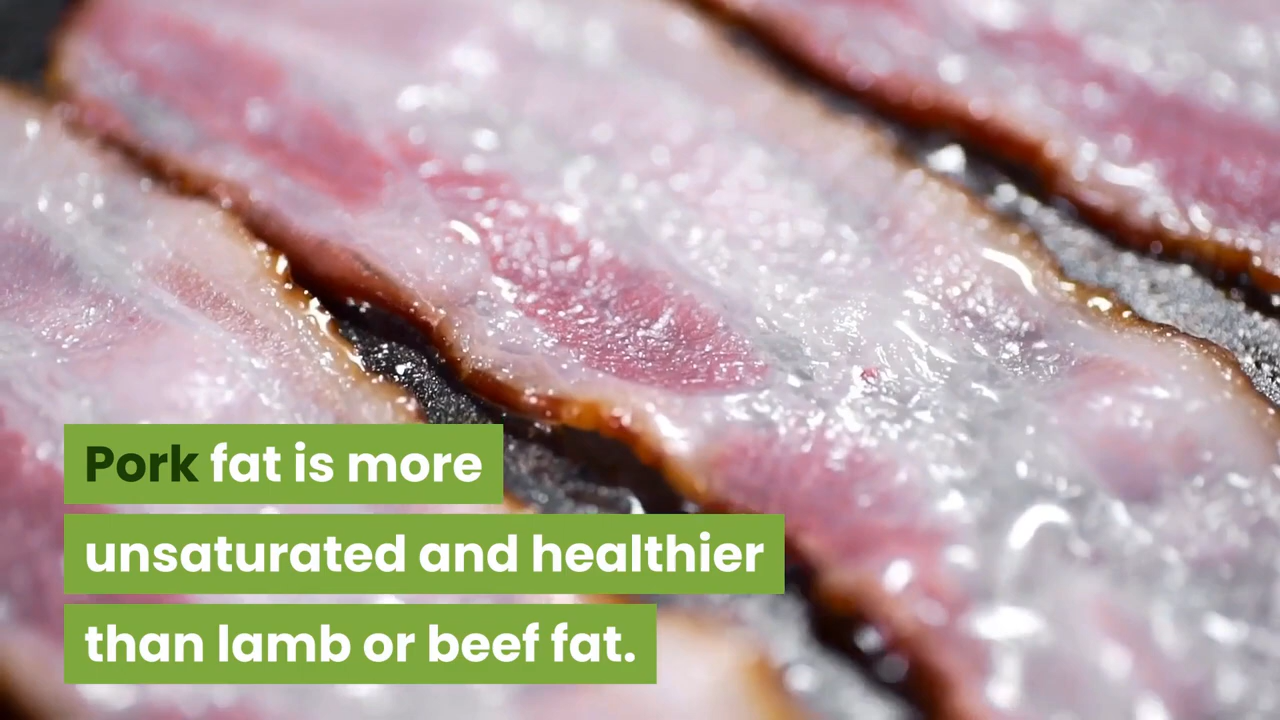 Pork fat is more
unsaturated and healthier
than lamb or beef fat.